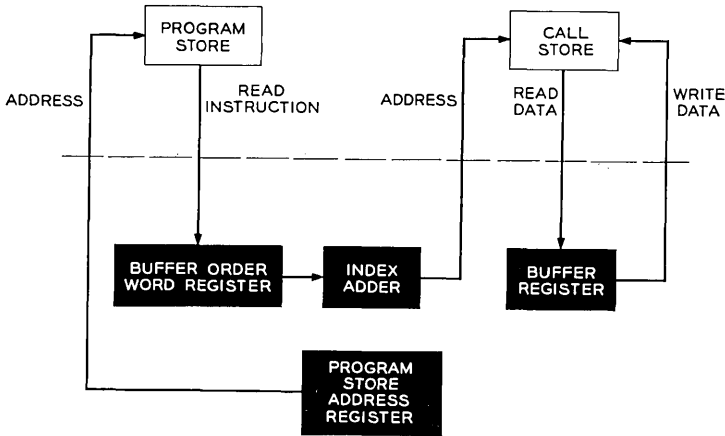 PROGRAM
STORE
CALL
STORE
ADDRESS
READ
INSTRUCTION
ADDRESS
READ
DATA
WRITE
DATA
BUFFER ORDER
WORD REGISTER
INDEX
ADDER
BUFFER
REGISTER
PROGRAM
STORE
ADDRESS
REGISTER